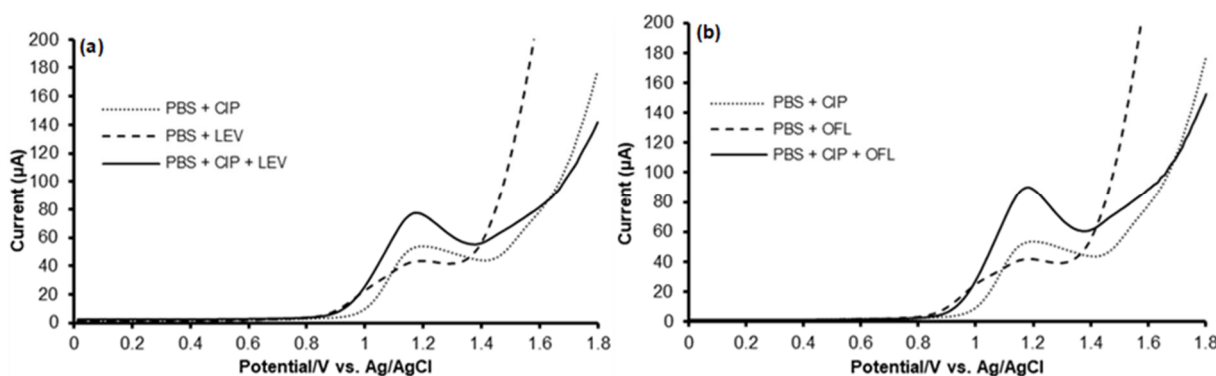 (a)
200
180
160
140
120
100
80
60
40
20
0
Current (µA)
PBS + CIP
PBS + LEV
PBS + CIP + LEV
0 0.2 0.4 0.6 0.8 1 1.2 1.4 1.6 1.8
Potential/V vs. Ag/AgCl
(b)
200
180
160
140
120
100
80
60
40
20
0
Current (µA)
PBS + CIP
PBS + OFL
PBS + CIP + OFL
0 0.2 0.4 0.6 0.8 1 1.2 1.4 1.6 1.8
Potential/V vs. Ag/AgCl